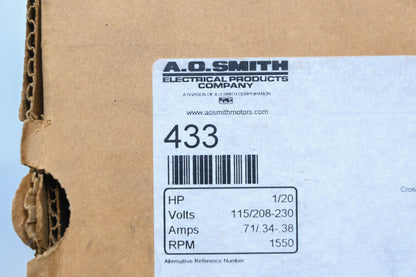 A.O.SMITH
ELECTRICAL PRODUCTS
COMPANY
A DIVISION OF A.O.SMITH CORPORATION
www.aosmithmotors.com
433
HP 1/20
Volts 115/208-230
Amps .71/.34-.38
RPM 1550
Cros
Alternative Reference Number